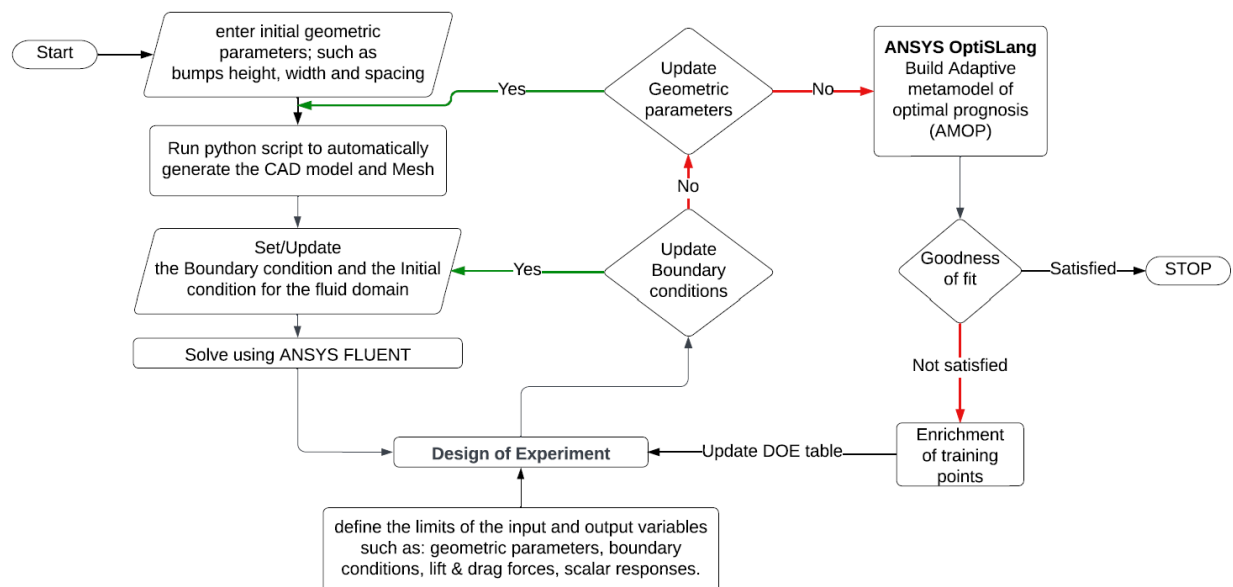 Start
enter initial geometric
parameters; such as
bumps height, width and spacing
Yes
Update
Geometric
parameters
No
ANSYS OptiSLang
Build Adaptive
metamodel of
optimal prognosis
(AMOP)
Run python script to automatically
generate the CAD model and Mesh
No
Set/Update
the Boundary condition and the Initial
condition for the fluid domain
Yes
Update
Boundary
conditions
Goodness
of fit
Satisfied
STOP
Solve using ANSYS FLUENT
Not satisfied
Design of Experiment
Update DOE table
Enrichment
of training
points
define the limits of the input and output variables
such as: geometric parameters, boundary
conditions, lift & drag forces, scalar responses.